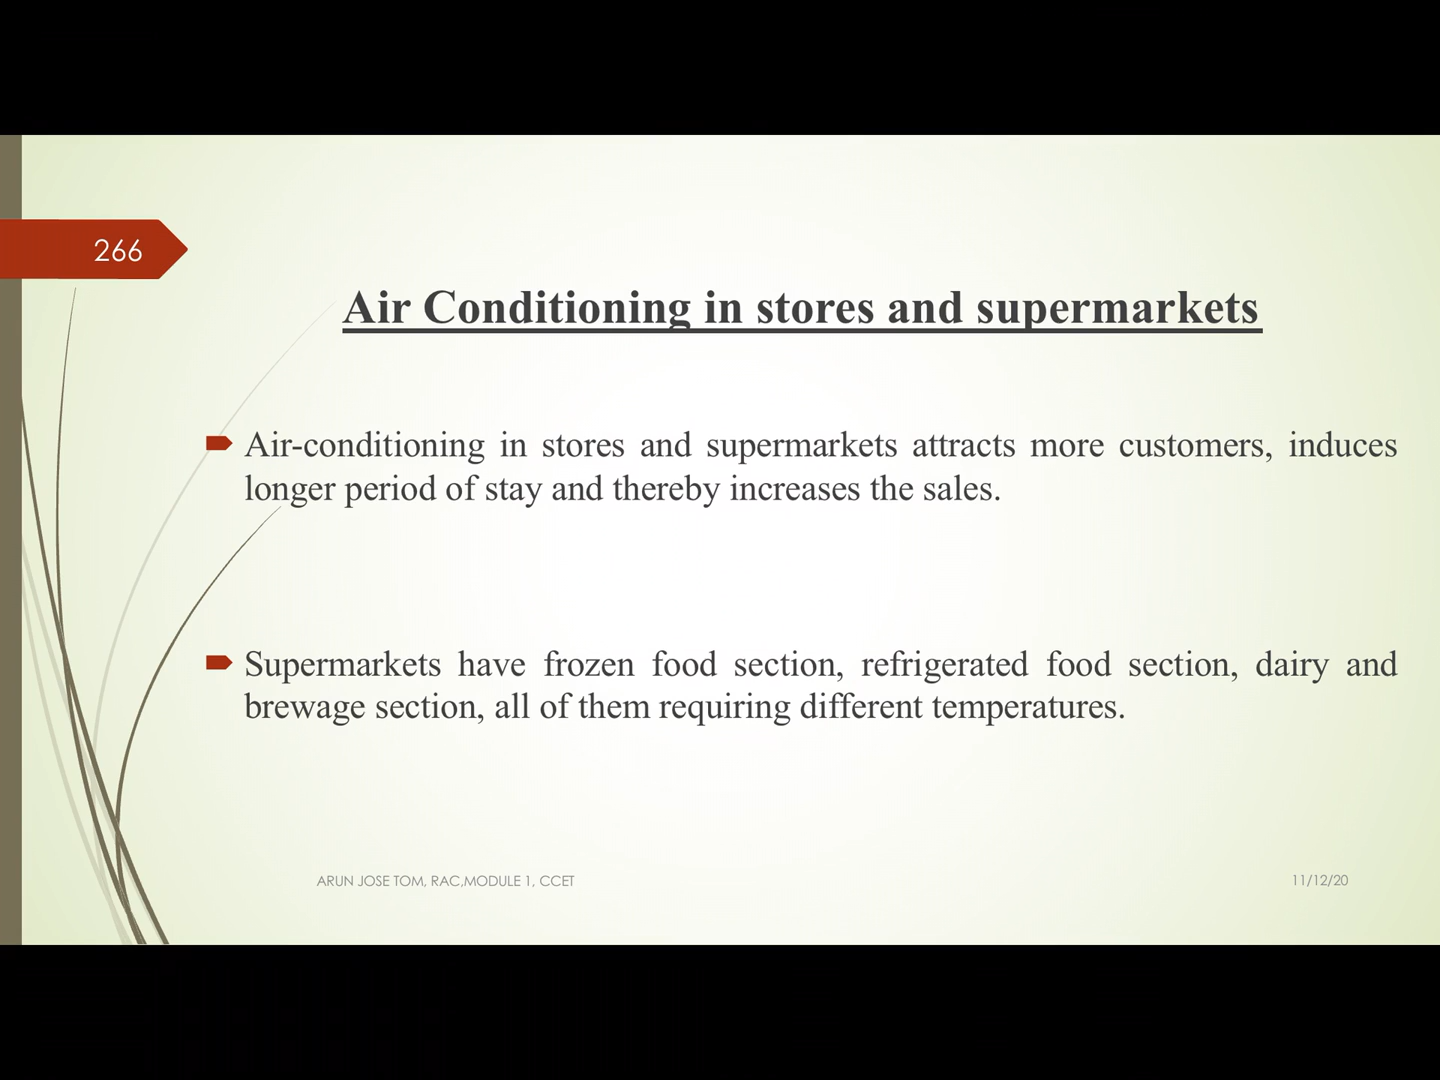 266
Air Conditioning in stores and supermarkets
Air-conditioning in stores and supermarkets attracts more customers, induces
longer period of stay and thereby increases the sales.
Supermarkets have frozen food section, refrigerated food section, dairy and
brewage section, all of them requiring different temperatures.
ARUN JOSE TOM, RAC,MODULE 1, CCET
11/12/20